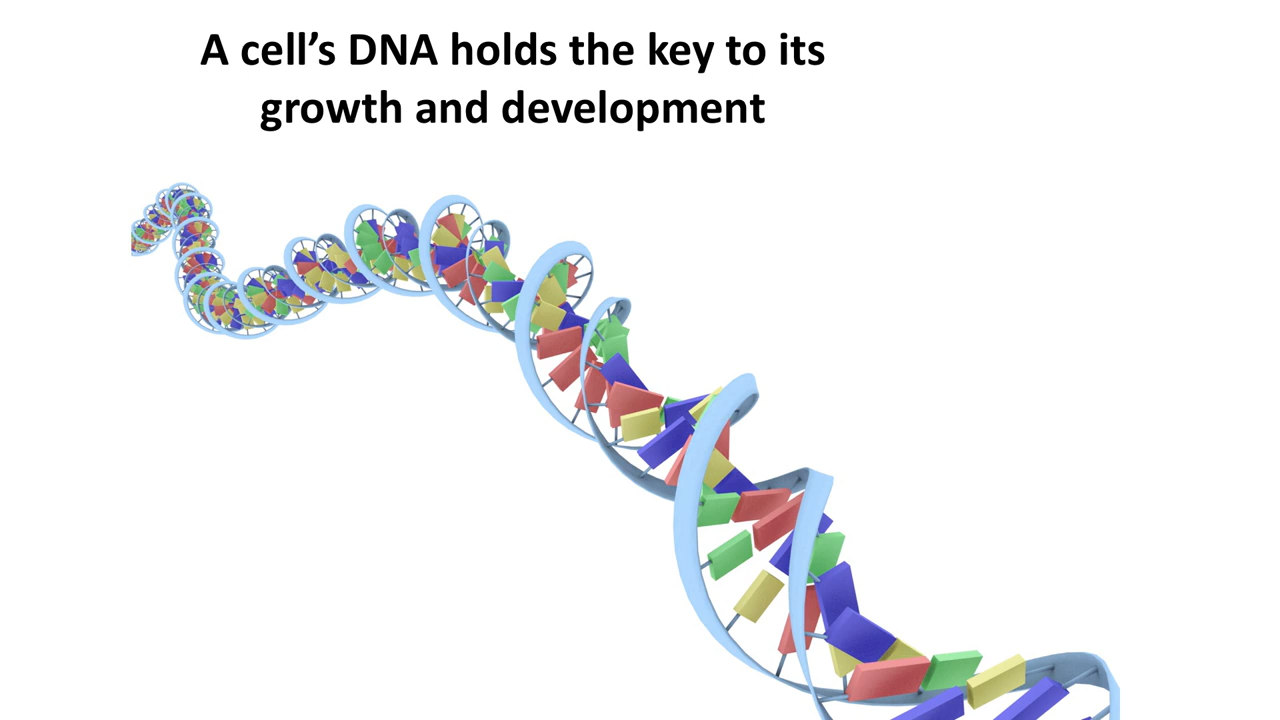 A cell’s DNA holds the key to its
growth and development